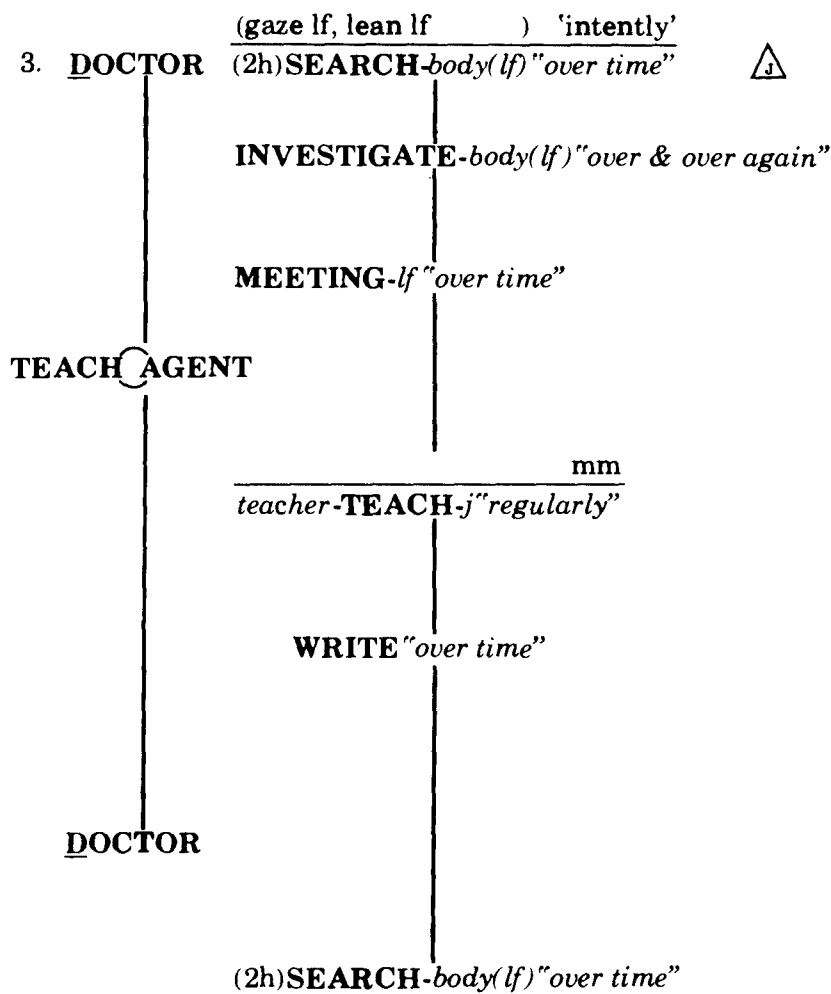 (gaze lf, lean lf ) 'intently'
3. DOCTOR (2h)SEARCH-body(lf)"over time" J
INVESTIGATE-body(lf)"over & over again"
MEETING-lf "over time"
TEACH AGENT
mm
teacher-TEACH-j"regularly"
WRITE "over time"
DOCTOR
(2h)SEARCH-body(lf)"over time"